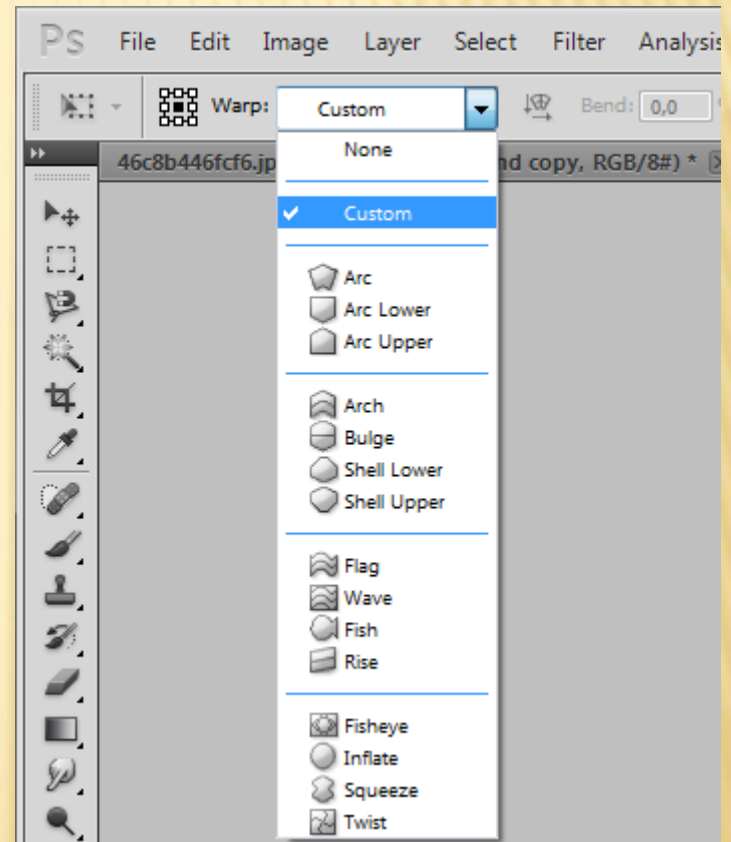 Ps File Edit Image Layer Select Filter Analysis
Warp: Custom Bend: 0,0
46c8b446fcf6.jp nd copy, RGB/8#) *
None
Custom
Arc
Arc Lower
Arc Upper
Arch
Bulge
Shell Lower
Shell Upper
Flag
Wave
Fish
Rise
Fisheye
Inflate
Squeeze
Twist